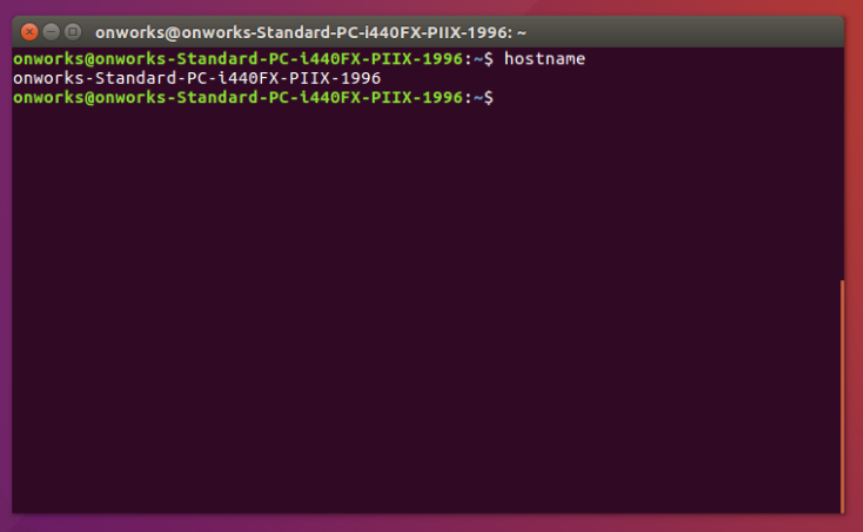 onworks@onworks-Standard-PC-i440FX-PIIX-1996: ~
onworks@onworks-Standard-PC-i440FX-PIIX-1996:~$ hostname
onworks-Standard-PC-i440FX-PIIX-1996
onworks@onworks-Standard-PC-i440FX-PIIX-1996:~$